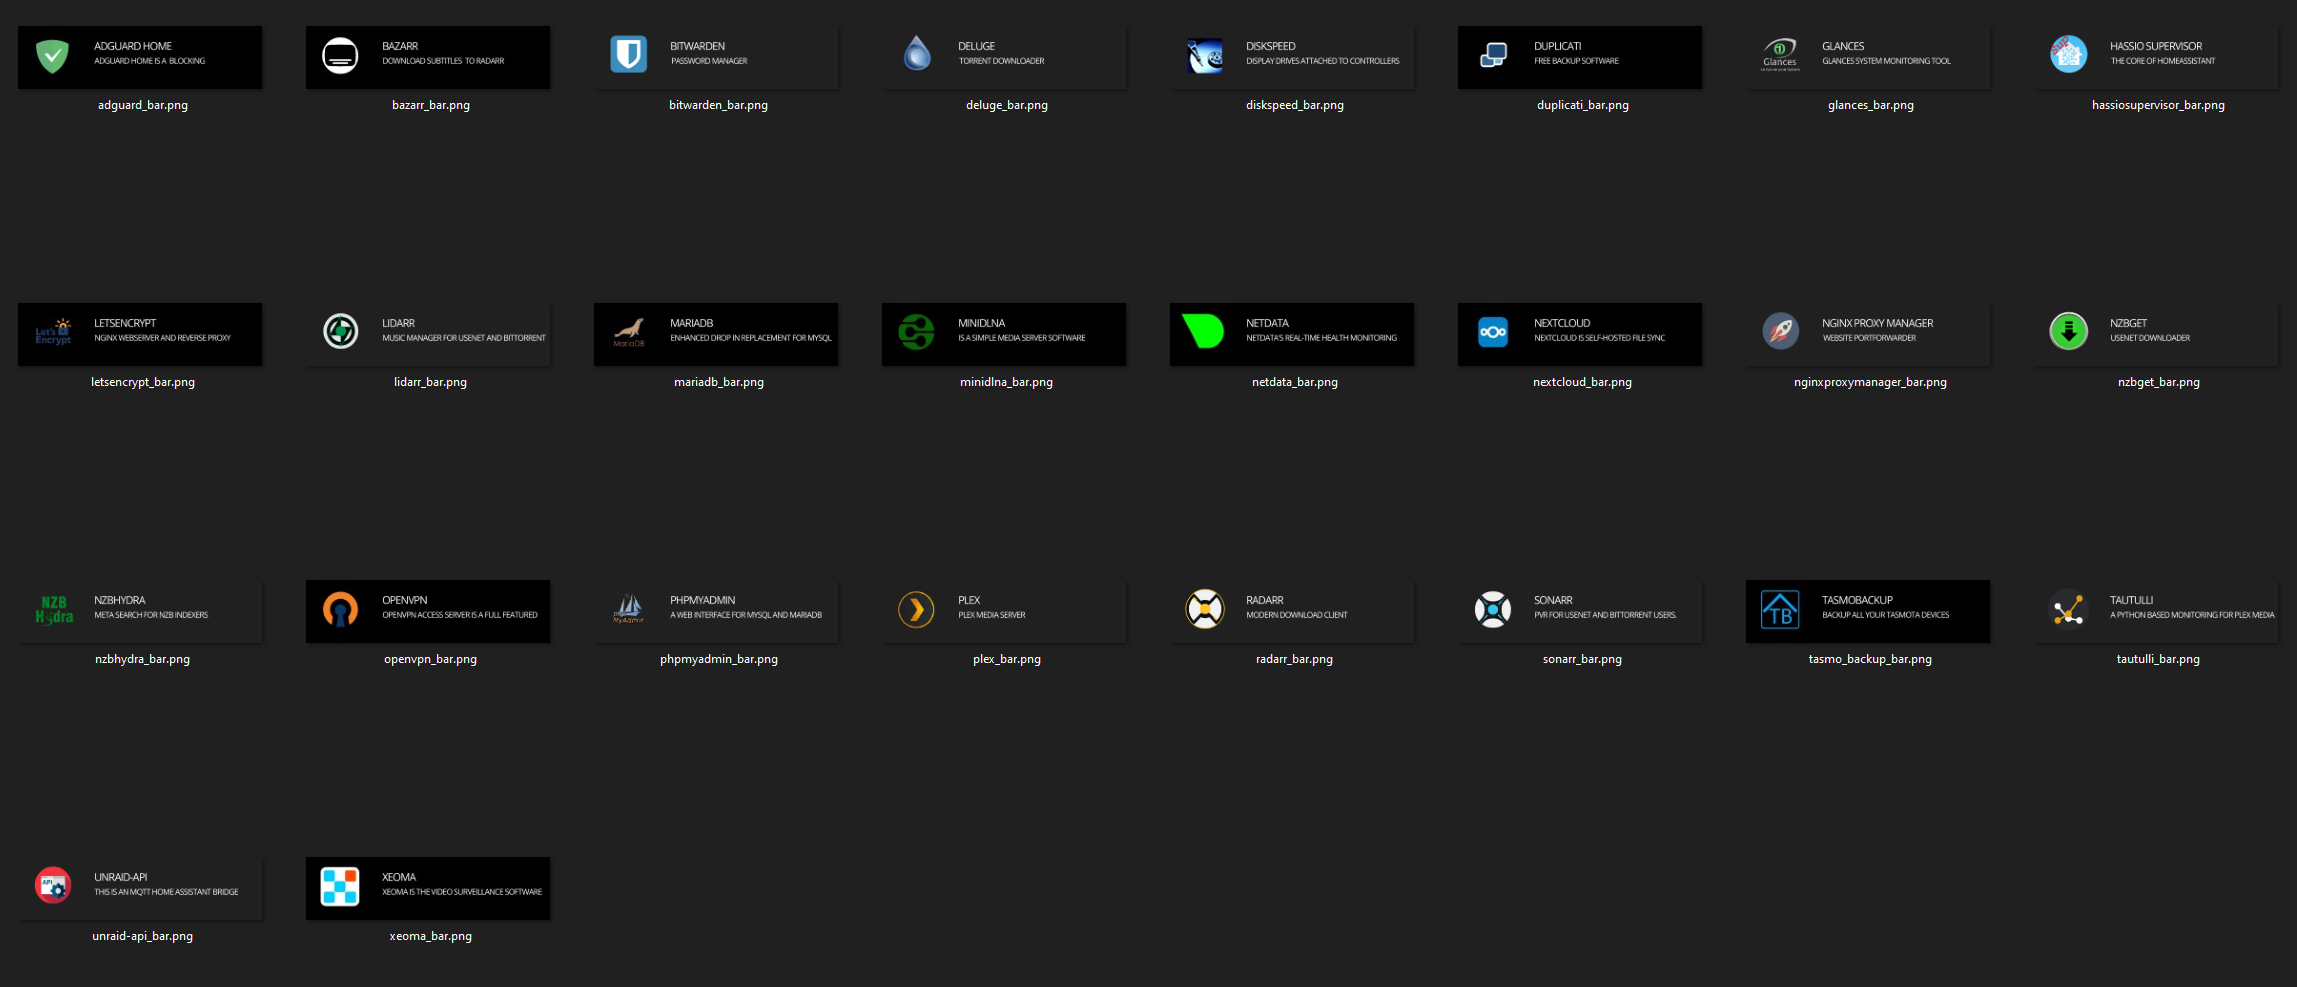 ADGUARD HOME
ADGUARD HOME IS A BLOCKING
adguard_bar.png
BAZARR
DOWNLOAD SUBTITLES TO RADARR
bazarr_bar.png
BITWARDEN
PASSWORD MANAGER
bitwarden_bar.png
DELUGE
TORRENT DOWNLOADER
deluge_bar.png
DISKSPEED
DISPLAY DRIVES ATTACHED TO CONTROLLERS
diskspeed_bar.png
DUPLICATI
FREE BACKUP SOFTWARE
duplicati_bar.png
Glances
GLANCES
GLANCES SYSTEM MONITORING TOOL
glances_bar.png
HASSIO SUPERVISOR
THE CORE OF HOMEASSISTANT
hassiosupervisor_bar.png
Let's
Encrypt
LETSENCRYPT
NGINX WEBSERVER AND REVERSE PROXY
letsencrypt_bar.png
LIDARR
MUSIC MANAGER FOR USENET AND BITTORRENT
lidarr_bar.png
MariaDB
MARIADB
ENHANCED DROP IN REPLACEMENT FOR MYSQL
mariadb_bar.png
MINIDLNA
IS A SIMPLE MEDIA SERVER SOFTWARE
minidlna_bar.png
NETDATA
NETDATA'S REAL-TIME HEALTH MONITORING
netdata_bar.png
NEXTCLOUD
NEXTCLOUD IS SELF-HOSTED FILE SYNC
nextcloud_bar.png
NGINX PROXY MANAGER
WEBSITE PORTFORWARDER
nginxproxymanager_bar.png
NZBGET
USENET DOWNLOADER
nzbget_bar.png
NZB
Hydra
NZBHYDRA
META SEARCH FOR NZB INDEXERS
nzbhydra_bar.png
OPENVPN
OPENVPN ACCESS SERVER IS A FULL FEATURED
openvpn_bar.png
MyAdmin
PHPMYADMIN
A WEB INTERFACE FOR MYSQL AND MARIADB
phpmyadmin_bar.png
PLEX
PLEX MEDIA SERVER
plex_bar.png
RADARR
MODERN DOWNLOAD CLIENT
radarr_bar.png
SONARR
PVR FOR USENET AND BITTORRENT USERS.
sonarr_bar.png
TB
TASMOBACKUP
BACKUP ALL YOUR TASMOTA DEVICES
tasmo_backup_bar.png
TAUTULLI
A PYTHON BASED MONITORING FOR PLEX MEDIA
tautulli_bar.png
API
UNRAID-API
THIS IS AN MQTT HOME ASSISTANT BRIDGE
unraid-api_bar.png
XEOMA
XEOMA IS THE VIDEO SURVEILLANCE SOFTWARE
xeoma_bar.png